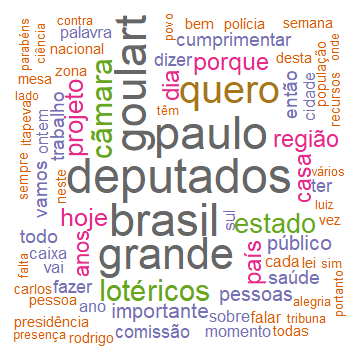 contra
povo
bem
polícia
semana
palavra
cumprimentar
parabéns
ciência
nacional
dizer
desta
onde
mesa
zona
goulart
dia
porque
então
cidade
população
recursos
lado
projeto
câmara
quero
itapevado
ontem
trabalho
têm
paulo
região
sempre
vamos
neste
deputados
casa
ter
vários
luiz
hoje
brasil
sul
estado
vez
todo
anos
grande
país
público
caixa
cada
lei
sim
falta
vai
lotéricos
pessoas
saúde
portanto
carlos
fazer
pessoa
ano
importante
sobre
falar
alegria
tribuna
presidência
presença
rodrigo
comissão
momento
todas